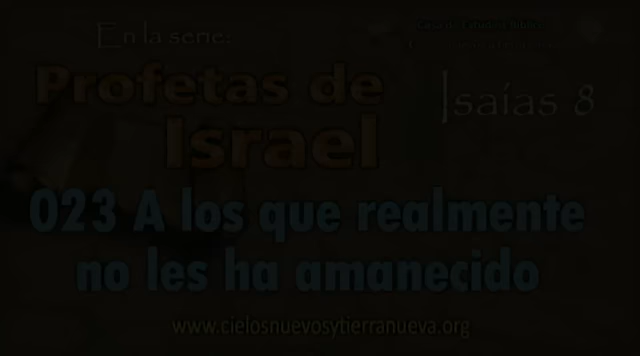 En la serie:
Profetas de
Israel
Isaías 8
023 A los que realmente
no les ha amanecido
www.cielosnuevosytierranueva.org